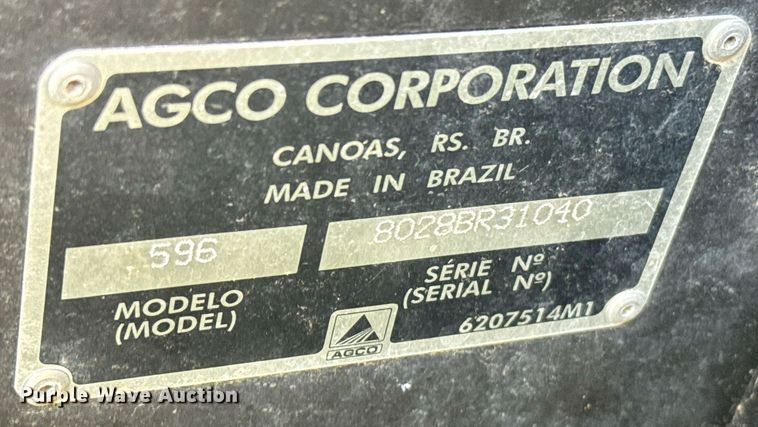 AGCO CORPORATION
CANOAS, RS. BR.
MADE IN BRAZIL
596
8028BR31040
MODELO
(MODEL)
SÉRIE Nº
(SERIAL Nº)
AGCO
6207514M1
Purple Wave Auction